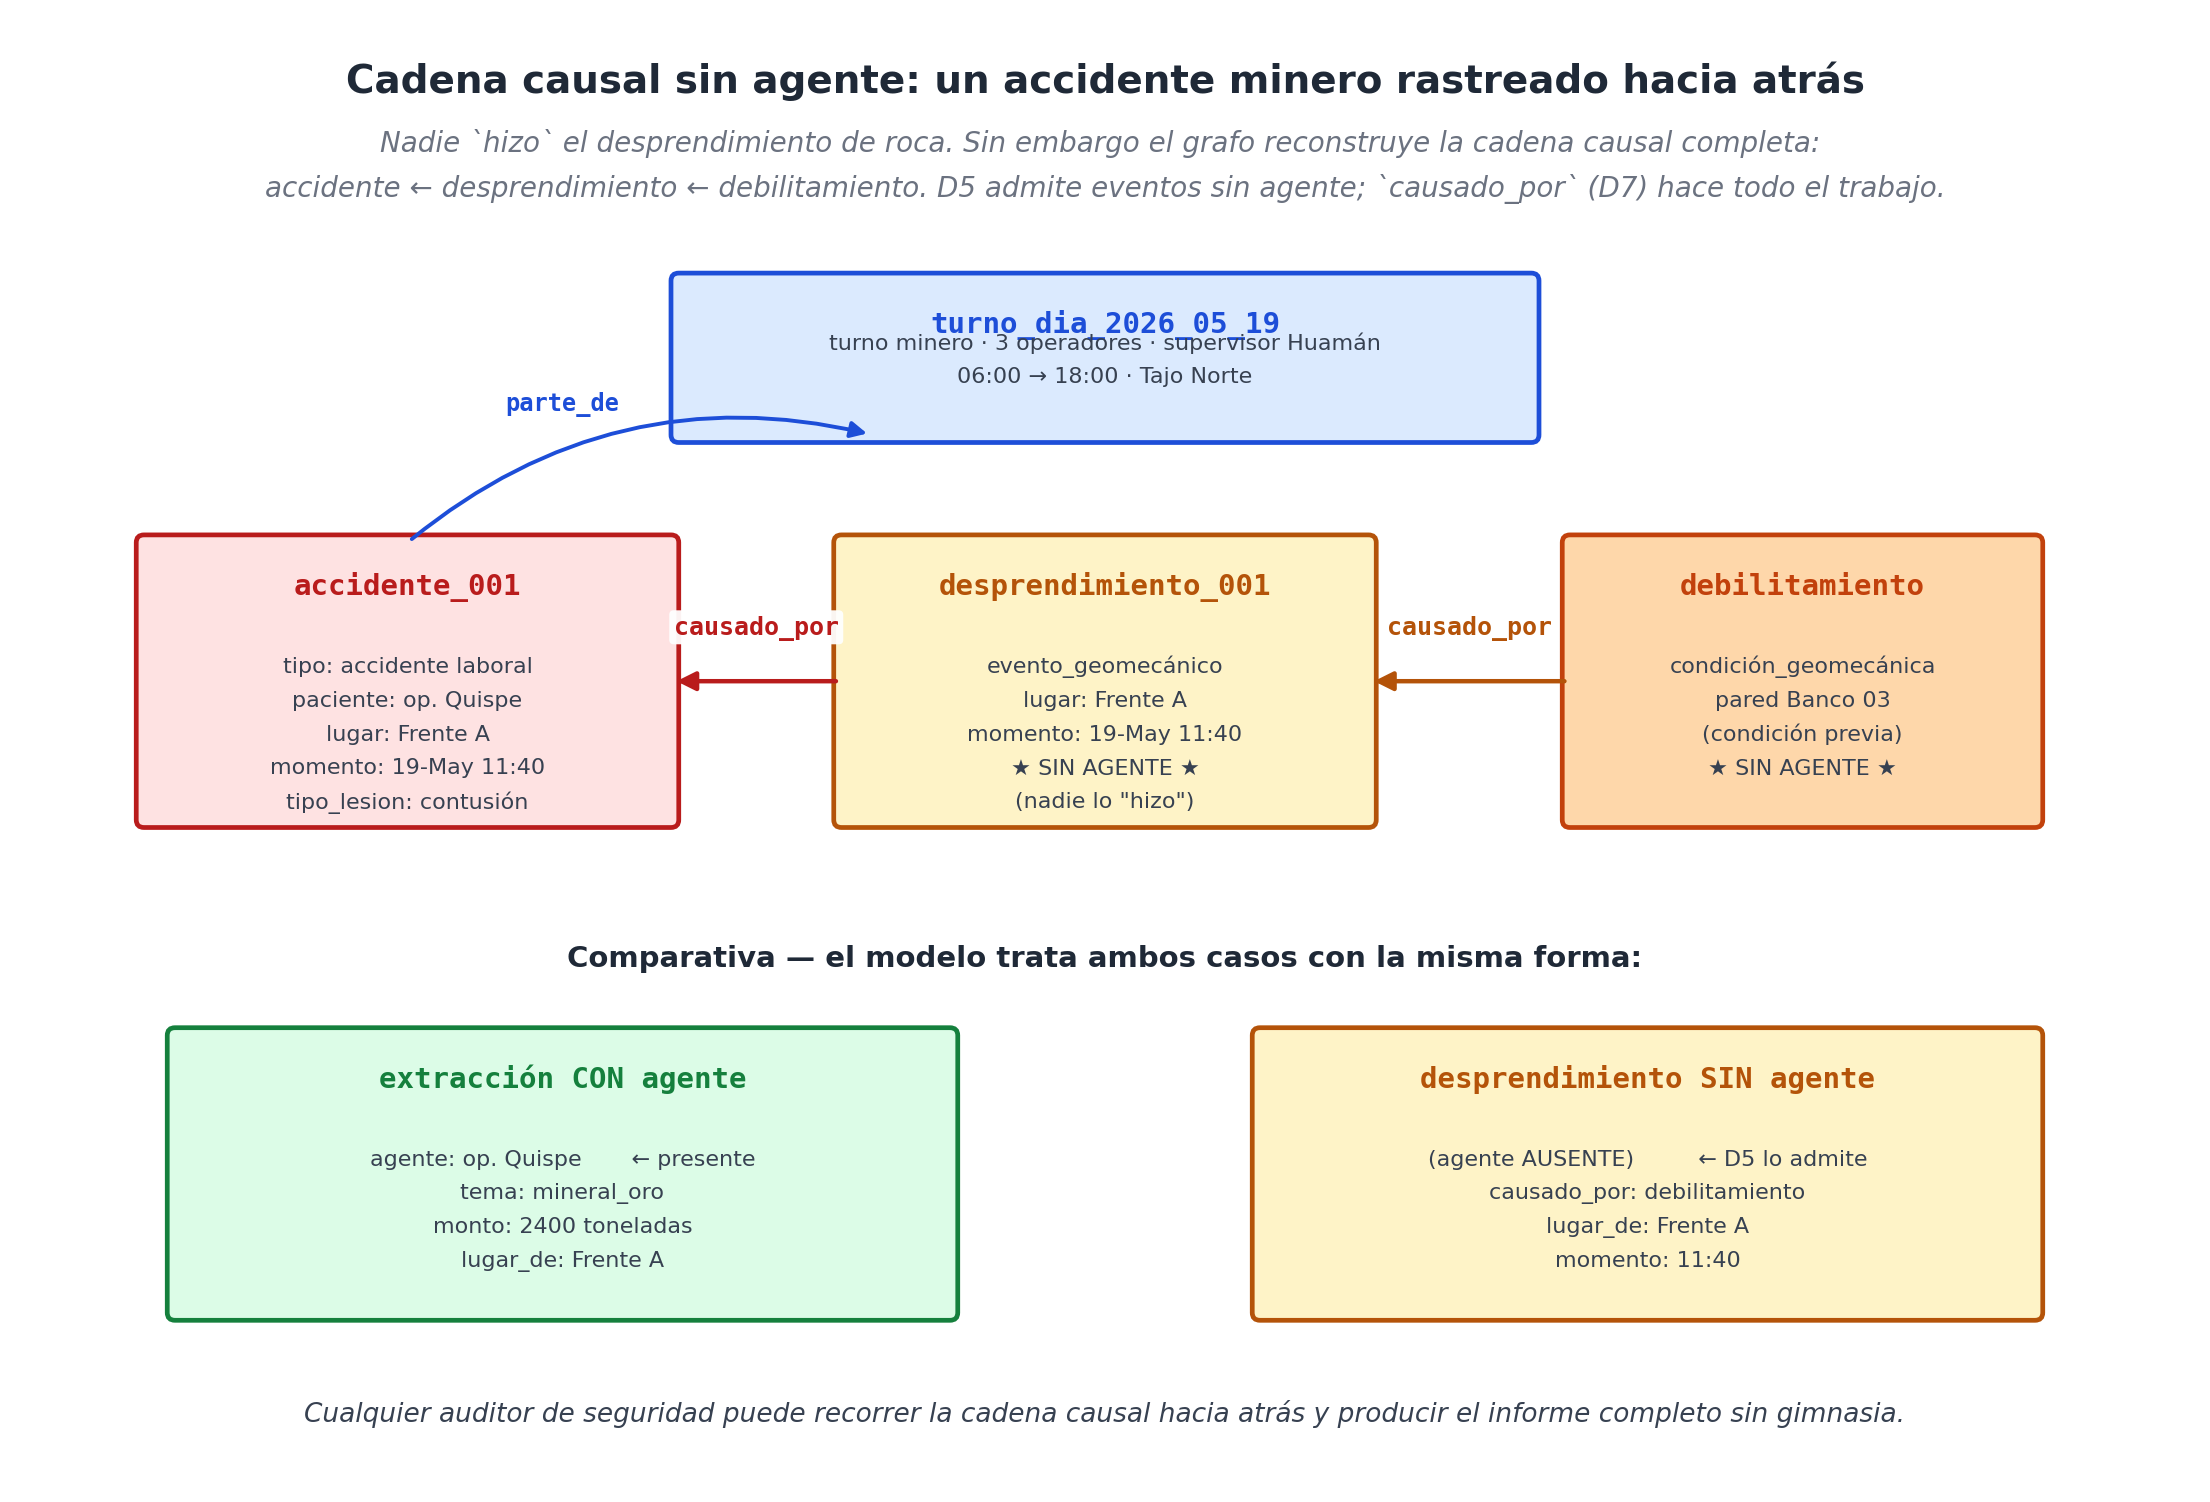 Cadena causal sin agente: un accidente minero rastreado hacia atrás
Nadie `hizo` el desprendimiento de roca. Sin embargo el grafo reconstruye la cadena causal completa:
accidente ← desprendimiento ← debilitamiento. D5 admite eventos sin agente; `causado_por` (D7) hace todo el trabajo.
turno_dia_2026_05_19
turno minero · 3 operadores · supervisor Huamán
06:00 → 18:00 · Tajo Norte
parte_de
accidente_001
tipo: accidente laboral
paciente: op. Quispe
lugar: Frente A
momento: 19-May 11:40
tipo_lesion: contusión
causado_por
desprendimiento_001
evento_geomecánico
lugar: Frente A
momento: 19-May 11:40
★ SIN AGENTE ★
(nadie lo "hizo")
causado_por
debilitamiento
condición_geomecánica
pared Banco 03
(condición previa)
★ SIN AGENTE ★
Comparativa — el modelo trata ambos casos con la misma forma:
extracción CON agente
agente: op. Quispe ← presente
tema: mineral_oro
monto: 2400 toneladas
lugar_de: Frente A
desprendimiento SIN agente
(agente AUSENTE) ← D5 lo admite
causado_por: debilitamiento
lugar_de: Frente A
momento: 11:40
Cualquier auditor de seguridad puede recorrer la cadena causal hacia atrás y producir el informe completo sin gimnasia.